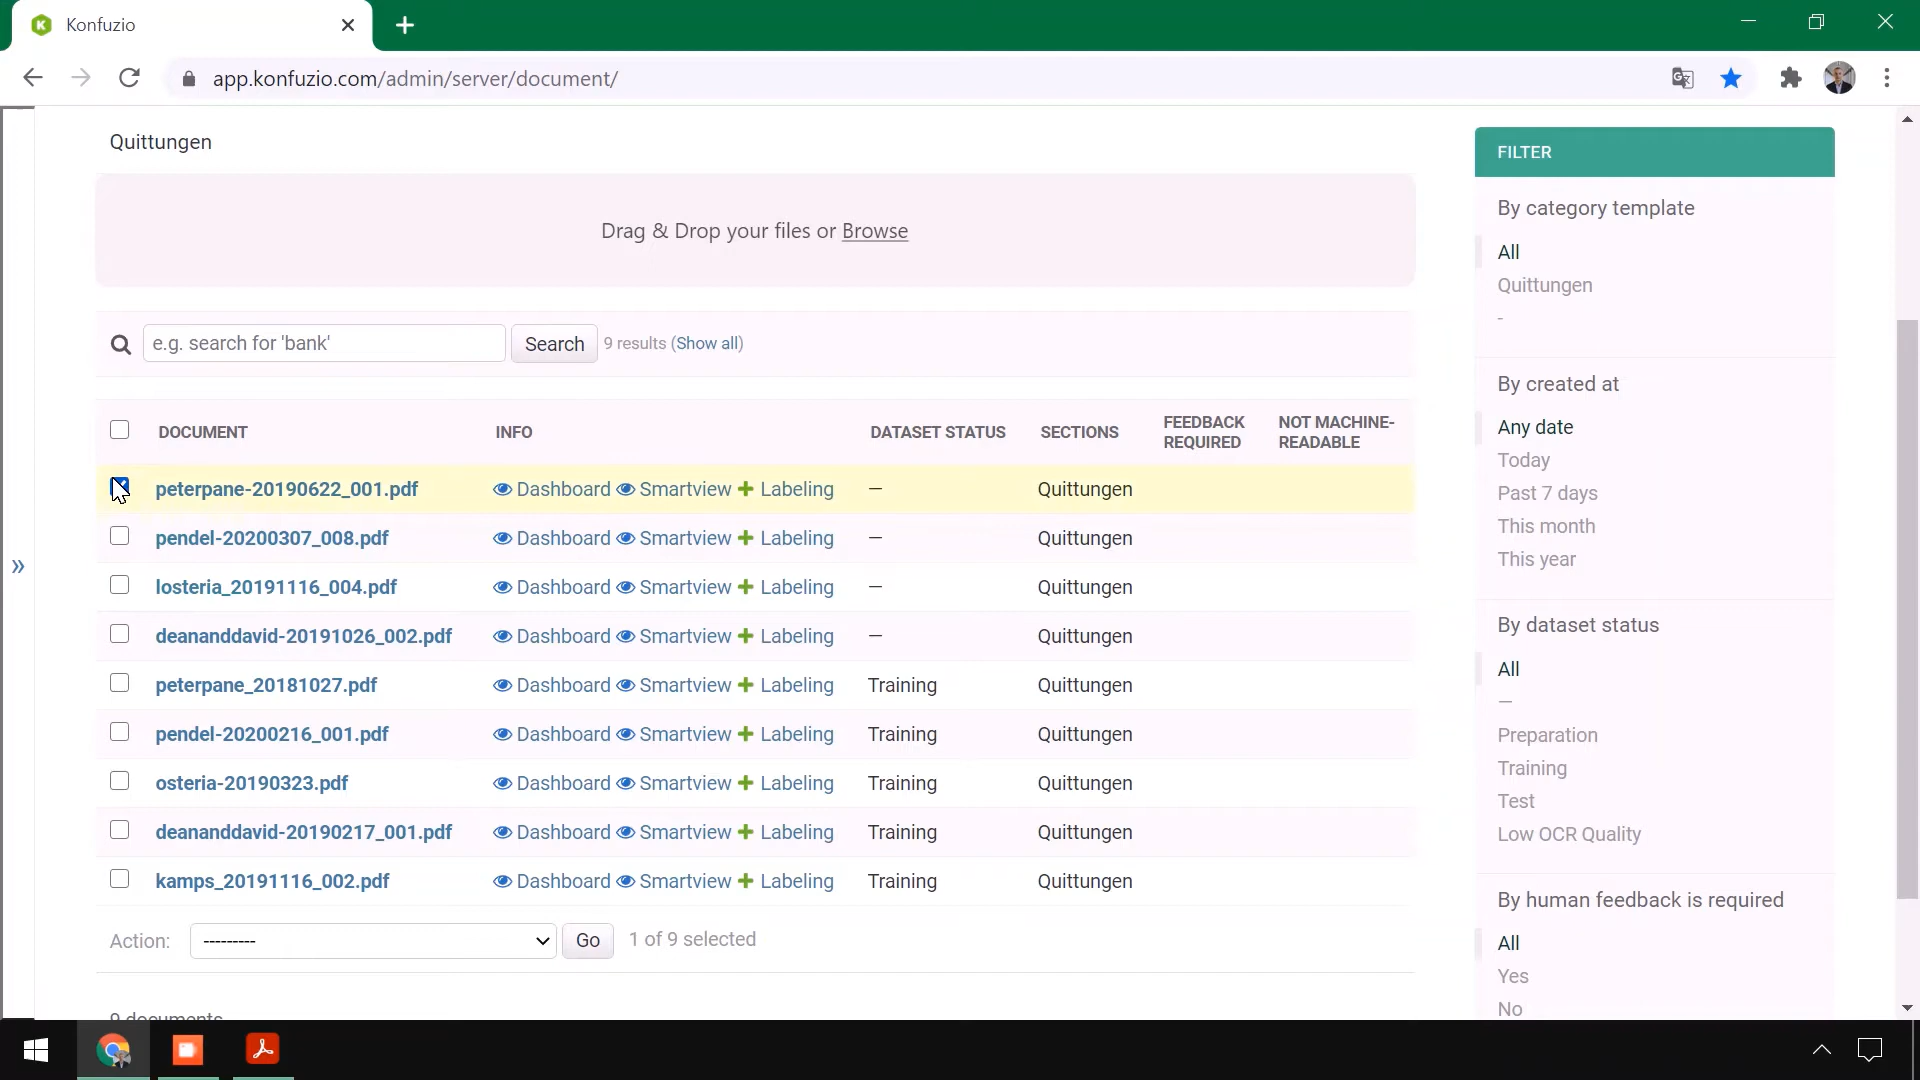 Konfuzio
app.konfuzio.com/admin/server/document/
Quittungen
Drag & Drop your files or Browse
e.g. search for 'bank' Search 9 results (Show all)
DOCUMENT INFO DATASET STATUS SECTIONS FEEDBACK REQUIRED NOT MACHINE-READABLE
peterpane-20190622_001.pdf Dashboard Smartview Labeling — Quittungen
pendel-20200307_008.pdf Dashboard Smartview Labeling — Quittungen
losteria_20191116_004.pdf Dashboard Smartview Labeling — Quittungen
deananddavid-20191026_002.pdf Dashboard Smartview Labeling — Quittungen
peterpane_20181027.pdf Dashboard Smartview Labeling Training Quittungen
pendel-20200216_001.pdf Dashboard Smartview Labeling Training Quittungen
osteria-20190323.pdf Dashboard Smartview Labeling Training Quittungen
deananddavid-20190217_001.pdf Dashboard Smartview Labeling Training Quittungen
kamps_20191116_002.pdf Dashboard Smartview Labeling Training Quittungen
Action: --------- Go 1 of 9 selected
9 documents
FILTER
By category template
All
Quittungen
-
By created at
Any date
Today
Past 7 days
This month
This year
By dataset status
All
—
Preparation
Training
Test
Low OCR Quality
By human feedback is required
All
Yes
No